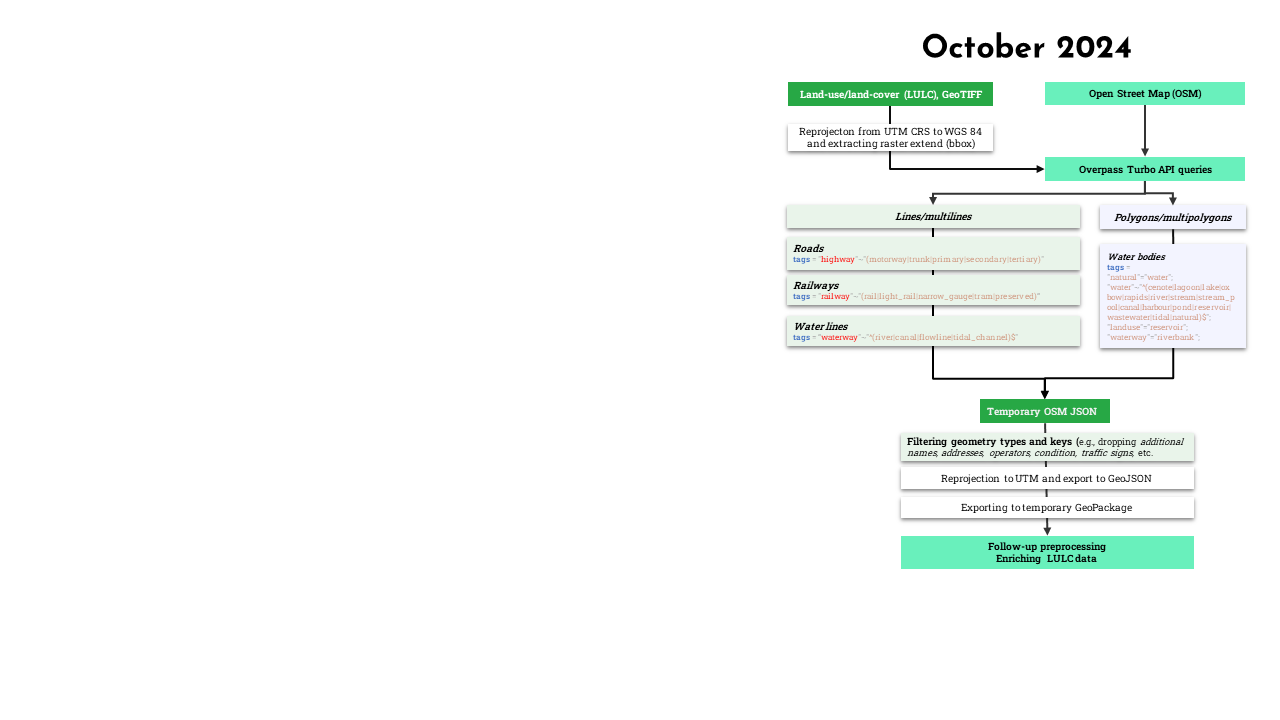 October 2024
Land-use/land-cover (LULC), GeoTIFF
Open Street Map (OSM)
Reprojecton from UTM CRS to WGS 84
and extracting raster extend (bbox)
Overpass Turbo API queries
Lines/multilines
Polygons/multipolygons
Roads
tags = "highway"~"(motorway|trunk|primary|secondary|tertiary)"
Railways
tags = "railway"~"(rail|light_rail|narrow_gauge|tram|preserved)"
Water lines
tags = "waterway"~"^(river|canal|flowline|tidal_channel)$"
Water bodies
tags =
"natural"="water";
"water"~"^(cenote|lagoon|lake|ox
bow|rapids|river|stream|stream_p
ool|canal|harbour|pond|reservoir|
wastewater|tidal|natural)$";
"landuse"="reservoir";
"waterway"="riverbank";
Temporary OSM JSON
Filtering geometry types and keys (e.g., dropping additional
names, addresses, operators, condition, traffic signs, etc.
Reprojection to UTM and export to GeoJSON
Exporting to temporary GeoPackage
Follow-up preprocessing
Enriching LULC data